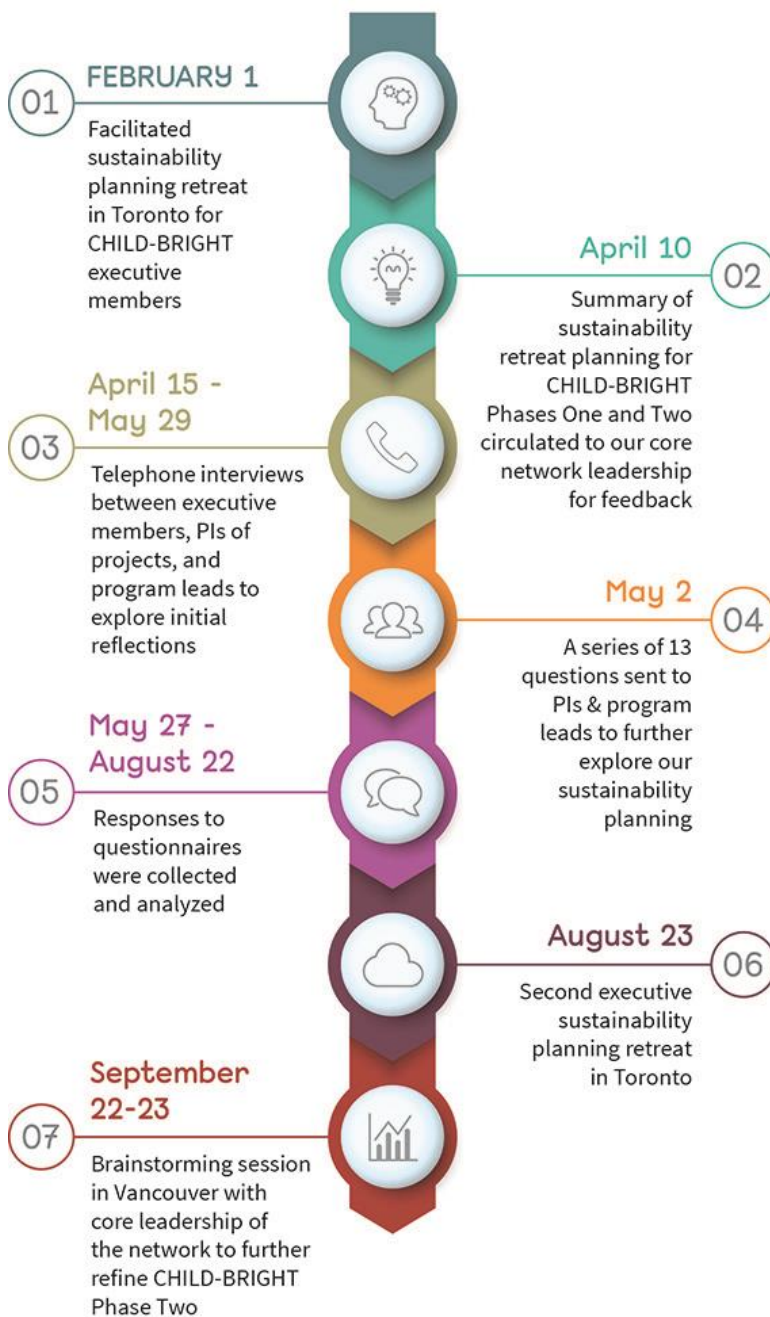 01
FEBRUARY 1
Facilitated
sustainability
planning retreat
in Toronto for
CHILD-BRIGHT
executive
members
April 10
02
Summary of
sustainability
retreat planning for
CHILD-BRIGHT
Phases One and Two
circulated to our core
network leadership
for feedback
April 15 -
May 29
03
Telephone interviews
between executive
members, PIs of
projects, and
program leads to
explore initial
reflections
May 2
04
A series of 13
questions sent to
PIs & program
leads to further
explore our
sustainability
planning
May 27 -
August 22
05
Responses to
questionnaires
were collected
and analyzed
August 23
06
Second executive
sustainability
planning retreat
in Toronto
September
22-23
07
Brainstorming session
in Vancouver with
core leadership of
the network to further
refine CHILD-BRIGHT
Phase Two